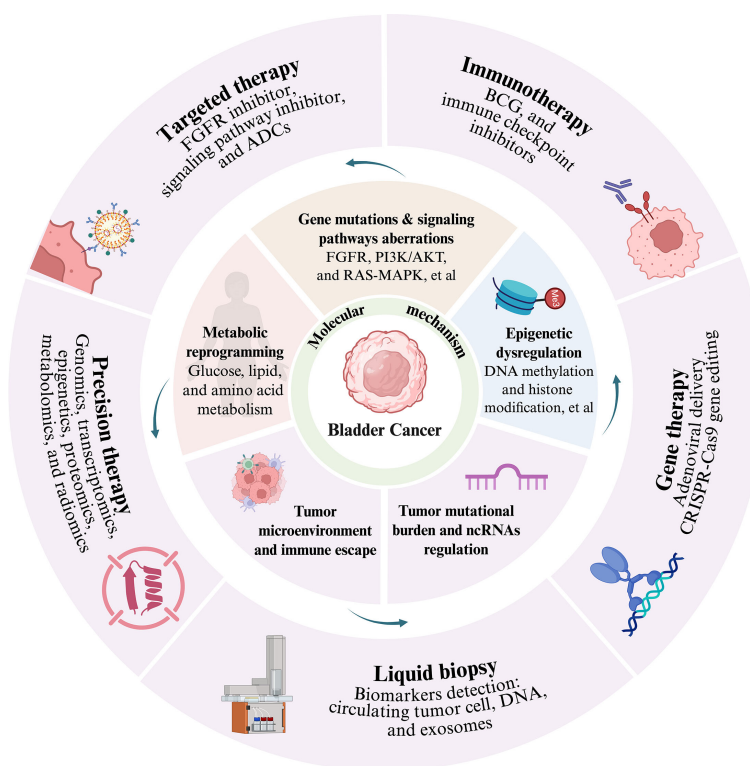 Targeted therapy
FGFR inhibitor,
signaling pathway inhibitor,
and ADCs
Immunotherapy
BCG, and
immune checkpoint
inhibitors
Gene mutations & signaling
pathways aberrations
FGFR, PI3K/AKT,
and RAS-MAPK, et al
Me3
Molecular mechanism
Metabolic
reprogramming
Glucose, lipid,
and amino acid
metabolism
Epigenetic
dysregulation
DNA methylation
and histone
modification, et al
Bladder Cancer
Precision therapy
Genomics, transcriptomics,
epigenetics, proteomics,
metabolomics, and radiomics
Gene therapy
Adenoviral delivery
CRISPR-Cas9 gene editing
Tumor
microenvironment
and immune escape
Tumor mutational
burden and ncRNAs
regulation
Liquid biopsy
Biomarkers detection:
circulating tumor cell, DNA,
and exosomes